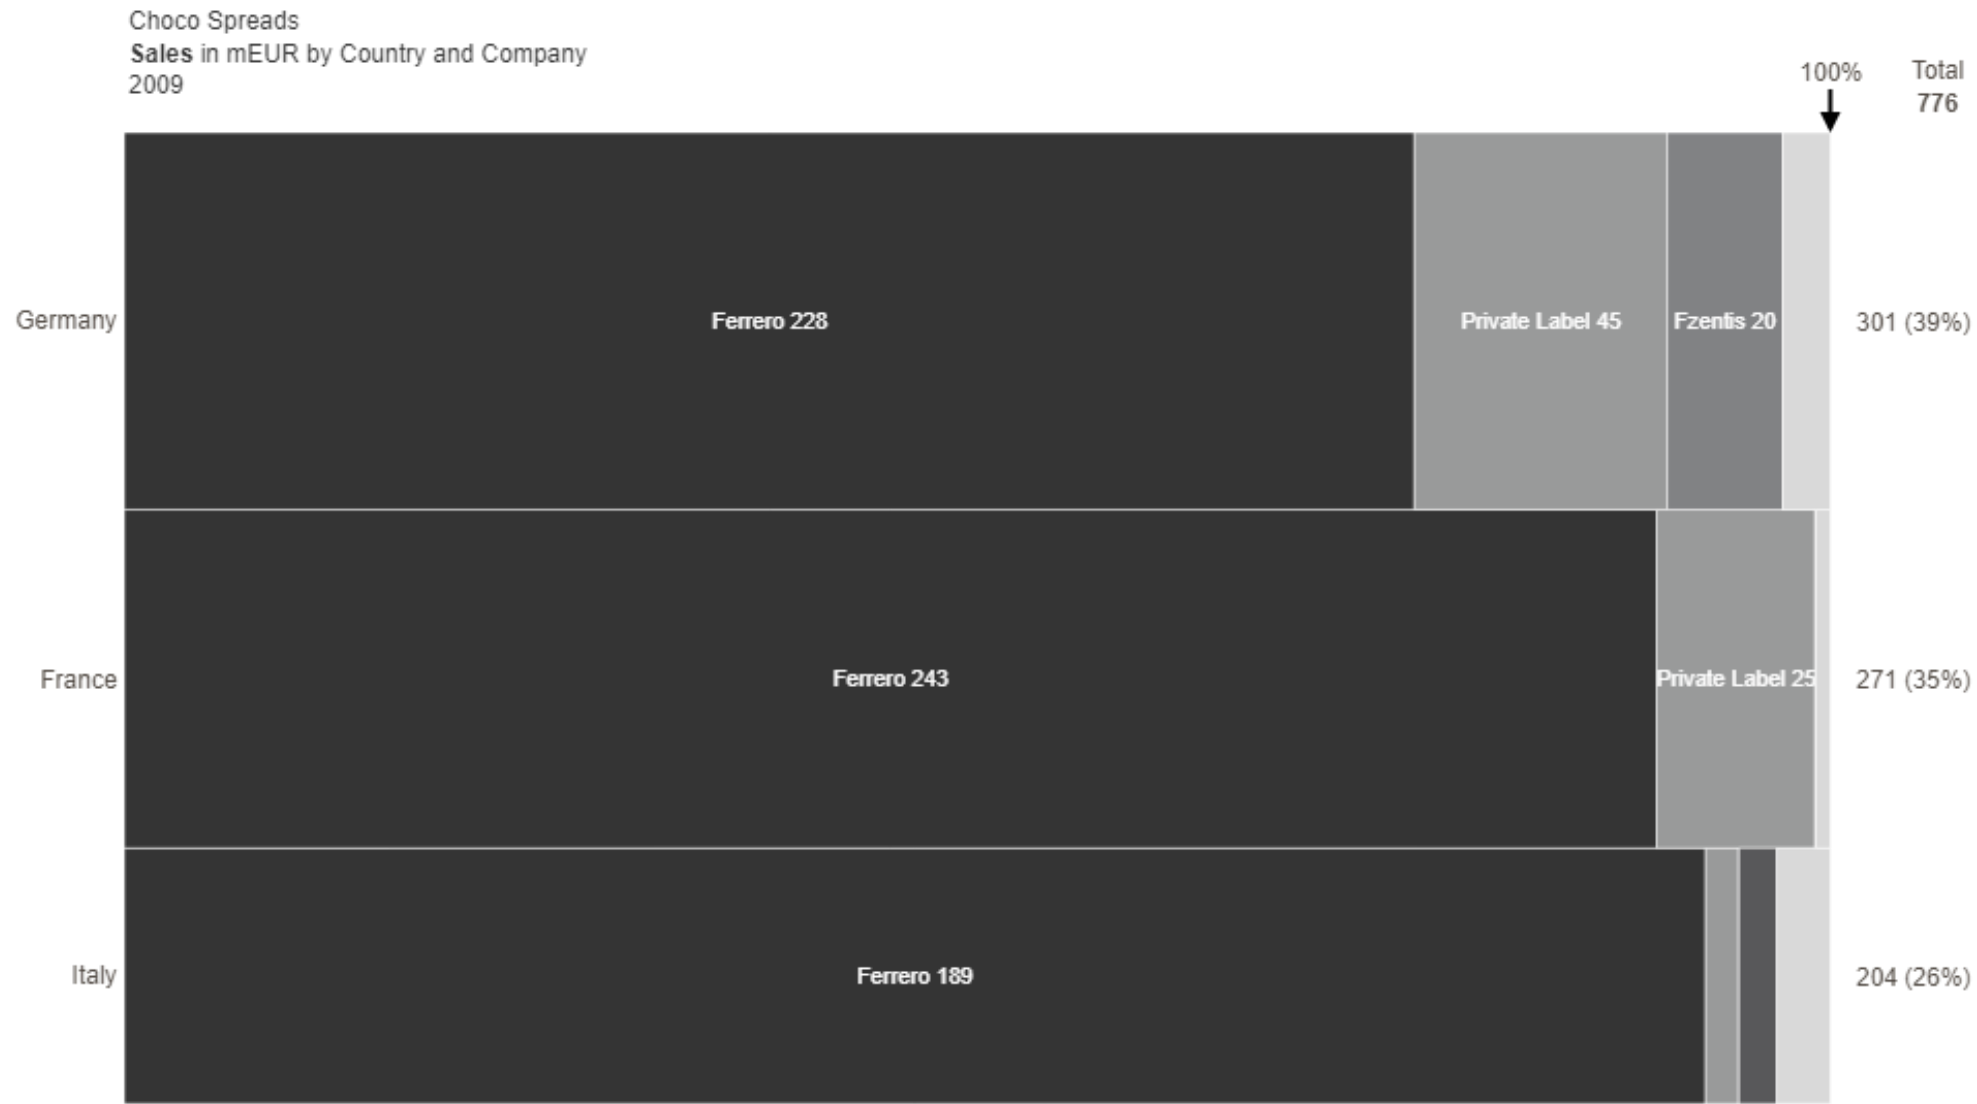 Choco Spreads
Sales in mEUR by Country and Company
2009
100%
Total
776
Germany
Ferrero 228
Private Label 45
Fzentis 20
301 (39%)
France
Ferrero 243
Private Label 25
271 (35%)
Italy
Ferrero 189
204 (26%)